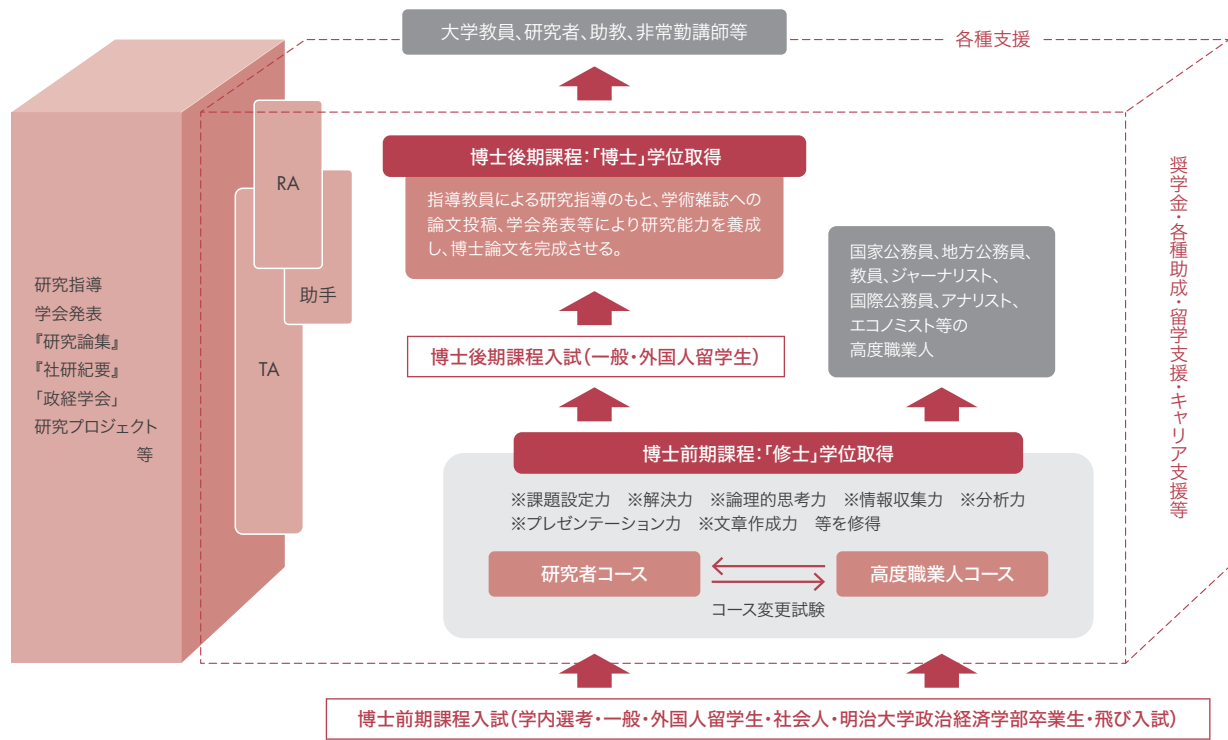 大学教員、研究者、助教、非常勤講師等
各種支援
博士後期課程:「博士」学位取得
指導教員による研究指導のもと、学術雑誌への
論文投稿、学会発表等により研究能力を養成
し、博士論文を完成させる。
RA
助手
TA
研究指導
学会発表
『研究論集』
『社研紀要』
「政経学会」
研究プロジェクト
等
国家公務員、地方公務員、
教員、ジャーナリスト、
国際公務員、アナリスト、
エコノミスト等の
高度職業人
奨学金・各種助成・留学支援・キャリア支援等
博士後期課程入試(一般・外国人留学生)
博士前期課程:「修士」学位取得
※課題設定力 ※解決力 ※論理的思考力 ※情報収集力 ※分析力
※プレゼンテーション力 ※文章作成力 等を修得
研究者コース
高度職業人コース
コース変更試験
博士前期課程入試(学内選考・一般・外国人留学生・社会人・明治大学政治経済学部卒業生・飛び入試)